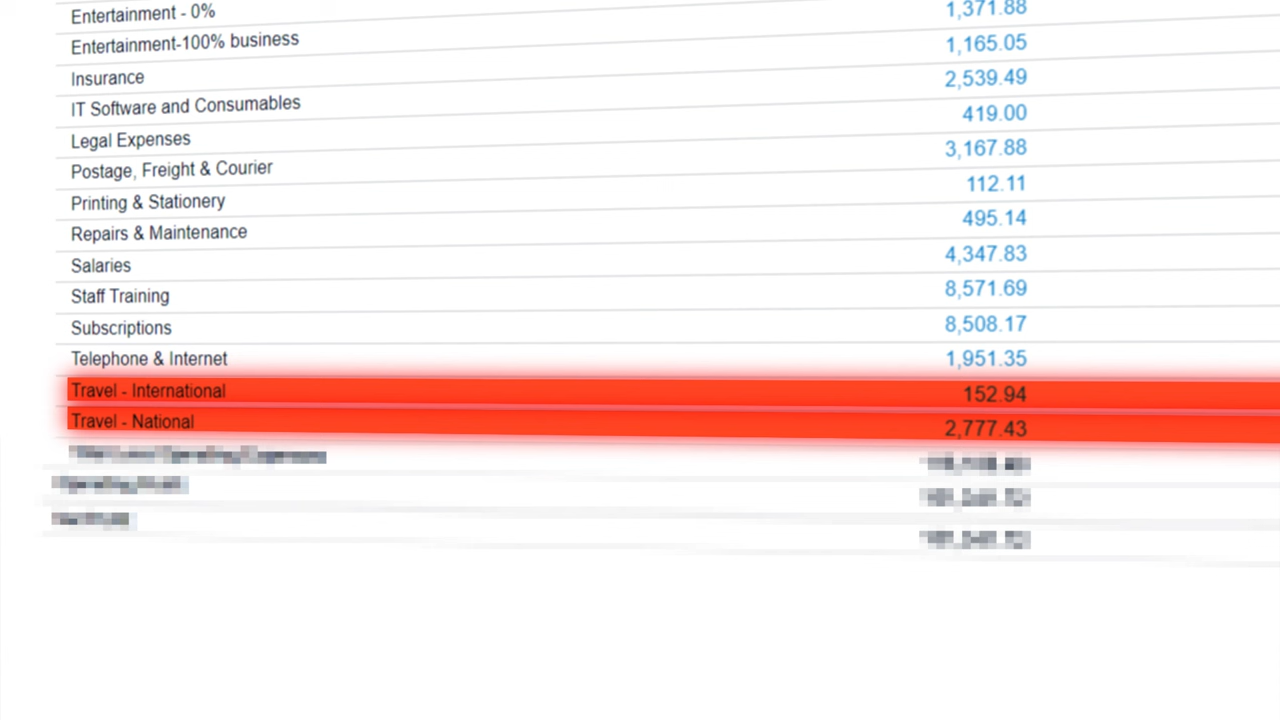 Entertainment - 0%
Entertainment-100% business 1,371.88
Insurance 1,165.05
IT Software and Consumables 2,539.49
Legal Expenses 419.00
Postage, Freight & Courier 3,167.88
Printing & Stationery 112.11
Repairs & Maintenance 495.14
Salaries 4,347.83
Staff Training 8,571.69
Subscriptions 8,508.17
Telephone & Internet 1,951.35
Travel - International 152.94
Travel - National 2,777.43